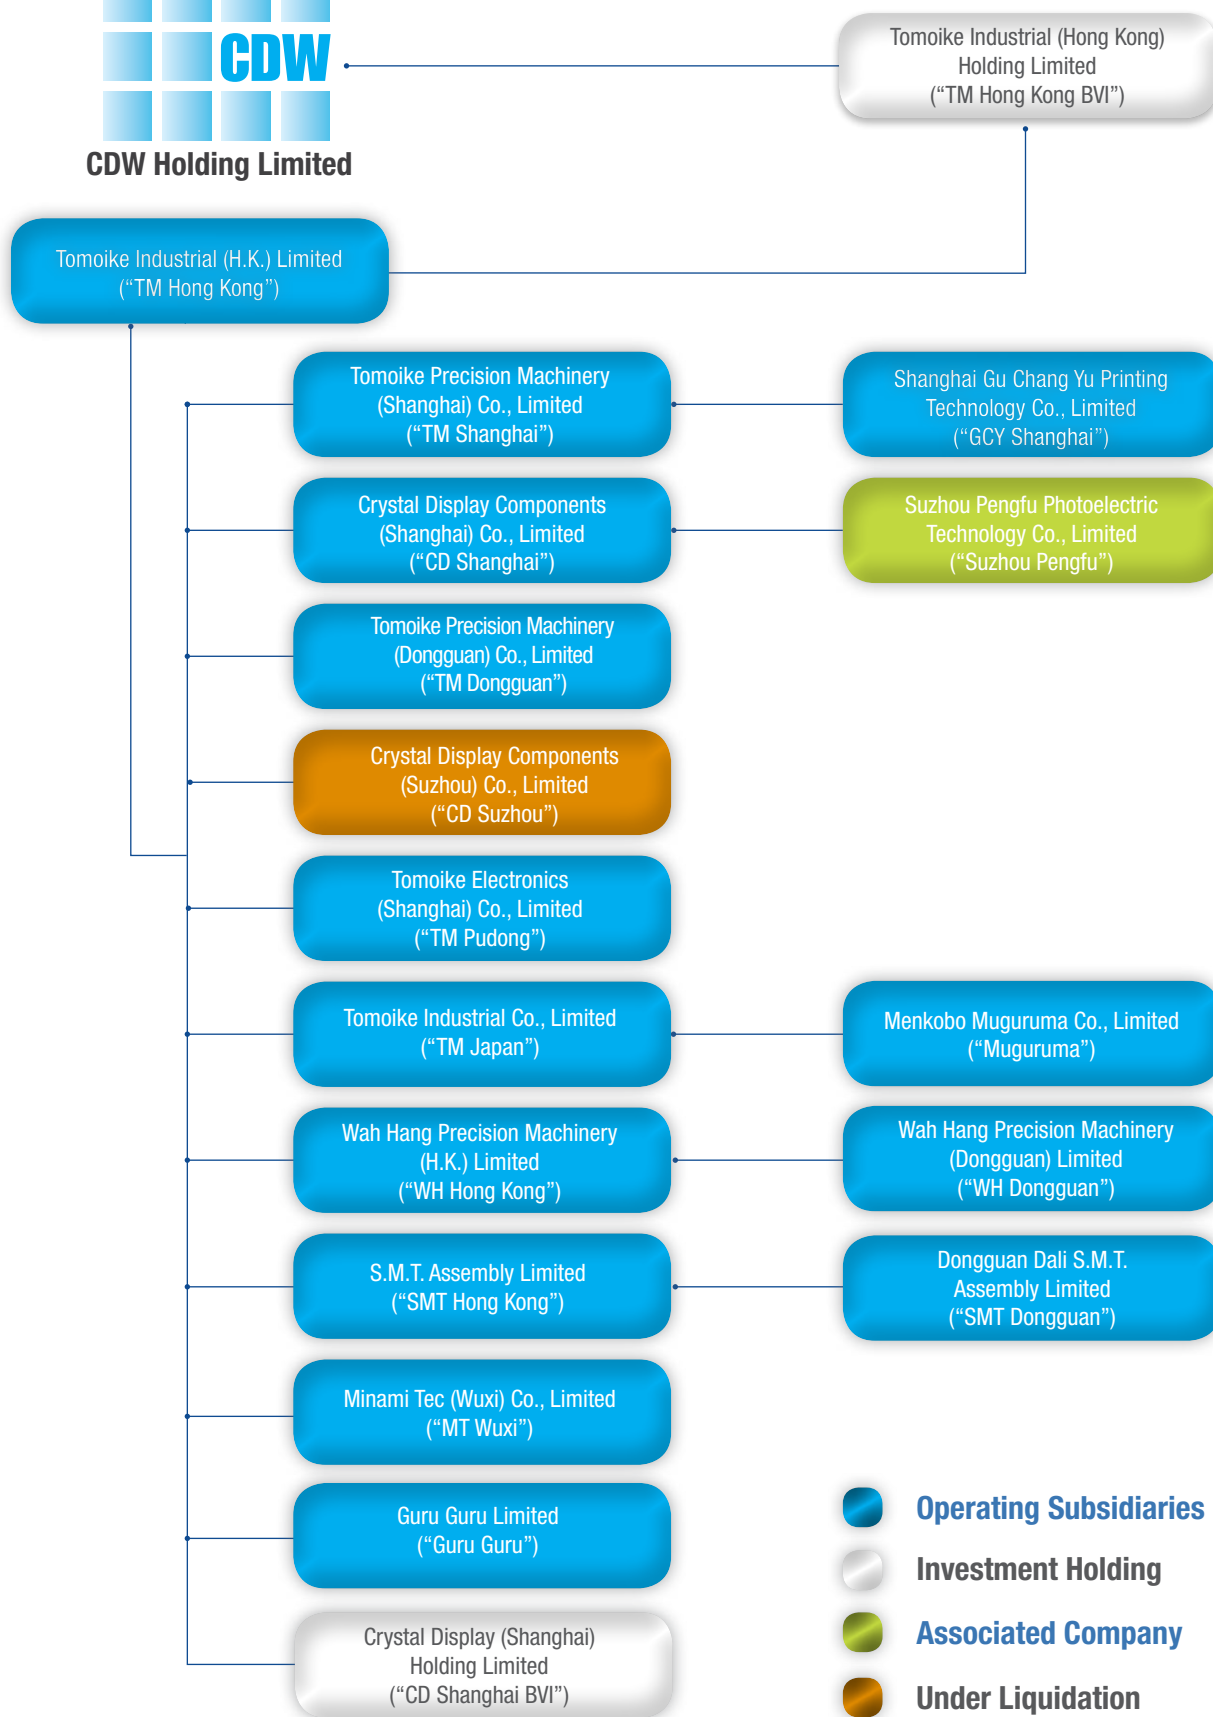 CDW
CDW Holding Limited
Tomoike Industrial (Hong Kong)
Holding Limited
(“TM Hong Kong BVI”)
Tomoike Industrial (H.K.) Limited
(“TM Hong Kong”)
Tomoike Precision Machinery
(Shanghai) Co., Limited
(“TM Shanghai”)
Shanghai Gu Chang Yu Printing
Technology Co., Limited
(“GCY Shanghai”)
Crystal Display Components
(Shanghai) Co., Limited
(“CD Shanghai”)
Suzhou Pengfu Photoelectric
Technology Co., Limited
(“Suzhou Pengfu”)
Tomoike Precision Machinery
(Dongguan) Co., Limited
(“TM Dongguan”)
Crystal Display Components
(Suzhou) Co., Limited
(“CD Suzhou”)
Tomoike Electronics
(Shanghai) Co., Limited
(“TM Pudong”)
Tomoike Industrial Co., Limited
(“TM Japan”)
Menkobo Muguruma Co., Limited
(“Muguruma”)
Wah Hang Precision Machinery
(H.K.) Limited
(“WH Hong Kong”)
Wah Hang Precision Machinery
(Dongguan) Limited
(“WH Dongguan”)
S.M.T. Assembly Limited
(“SMT Hong Kong”)
Dongguan Dali S.M.T.
Assembly Limited
(“SMT Dongguan”)
Minami Tec (Wuxi) Co., Limited
(“MT Wuxi”)
Guru Guru Limited
(“Guru Guru”)
Crystal Display (Shanghai)
Holding Limited
(“CD Shanghai BVI”)
Operating Subsidiaries
Investment Holding
Associated Company
Under Liquidation